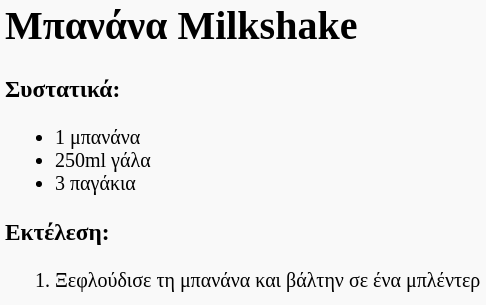 Μπανάνα Milkshake
Συστατικά:
• 1 μπανάνα
• 250ml γάλα
• 3 παγάκια
Εκτέλεση:
1. Ξεφλούδισε τη μπανάνα και βάλτην σε ένα μπλέντερ